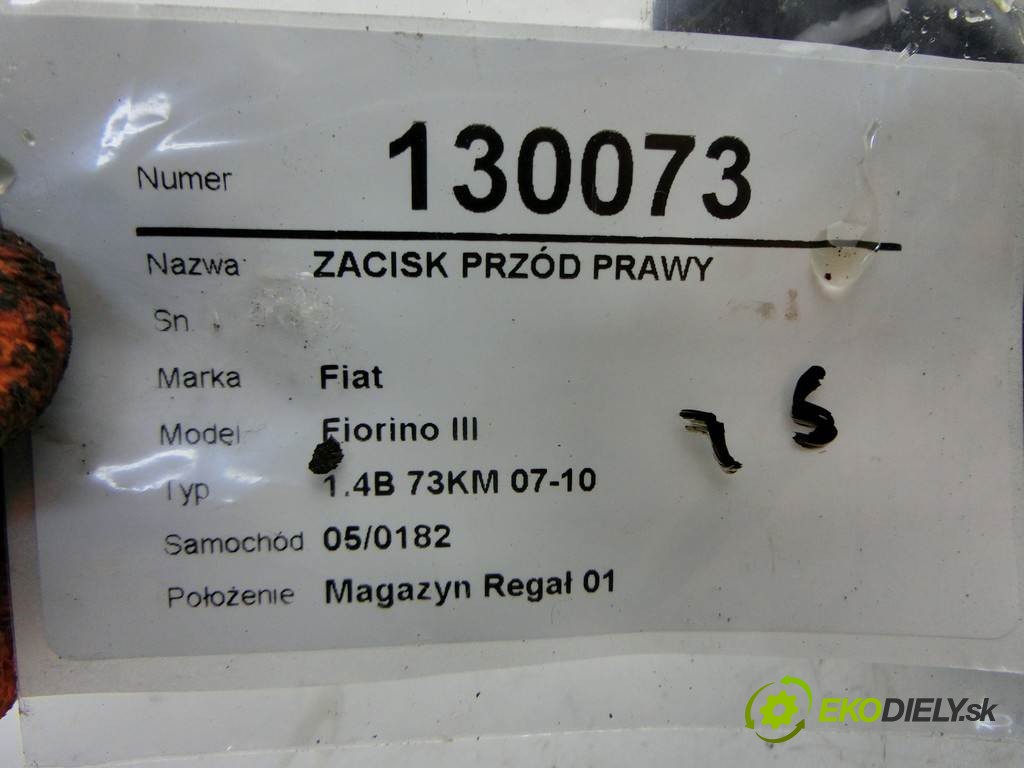 Numer 130073
Nazwa ZACISK PRZÓD PRAWY
Sn
Marka Fiat
Model Fiorino III
Typ 1.4B 73KM 07-10
Samochód 05/0182
Położenie Magazyn Regał 01
EKODIELY.sk